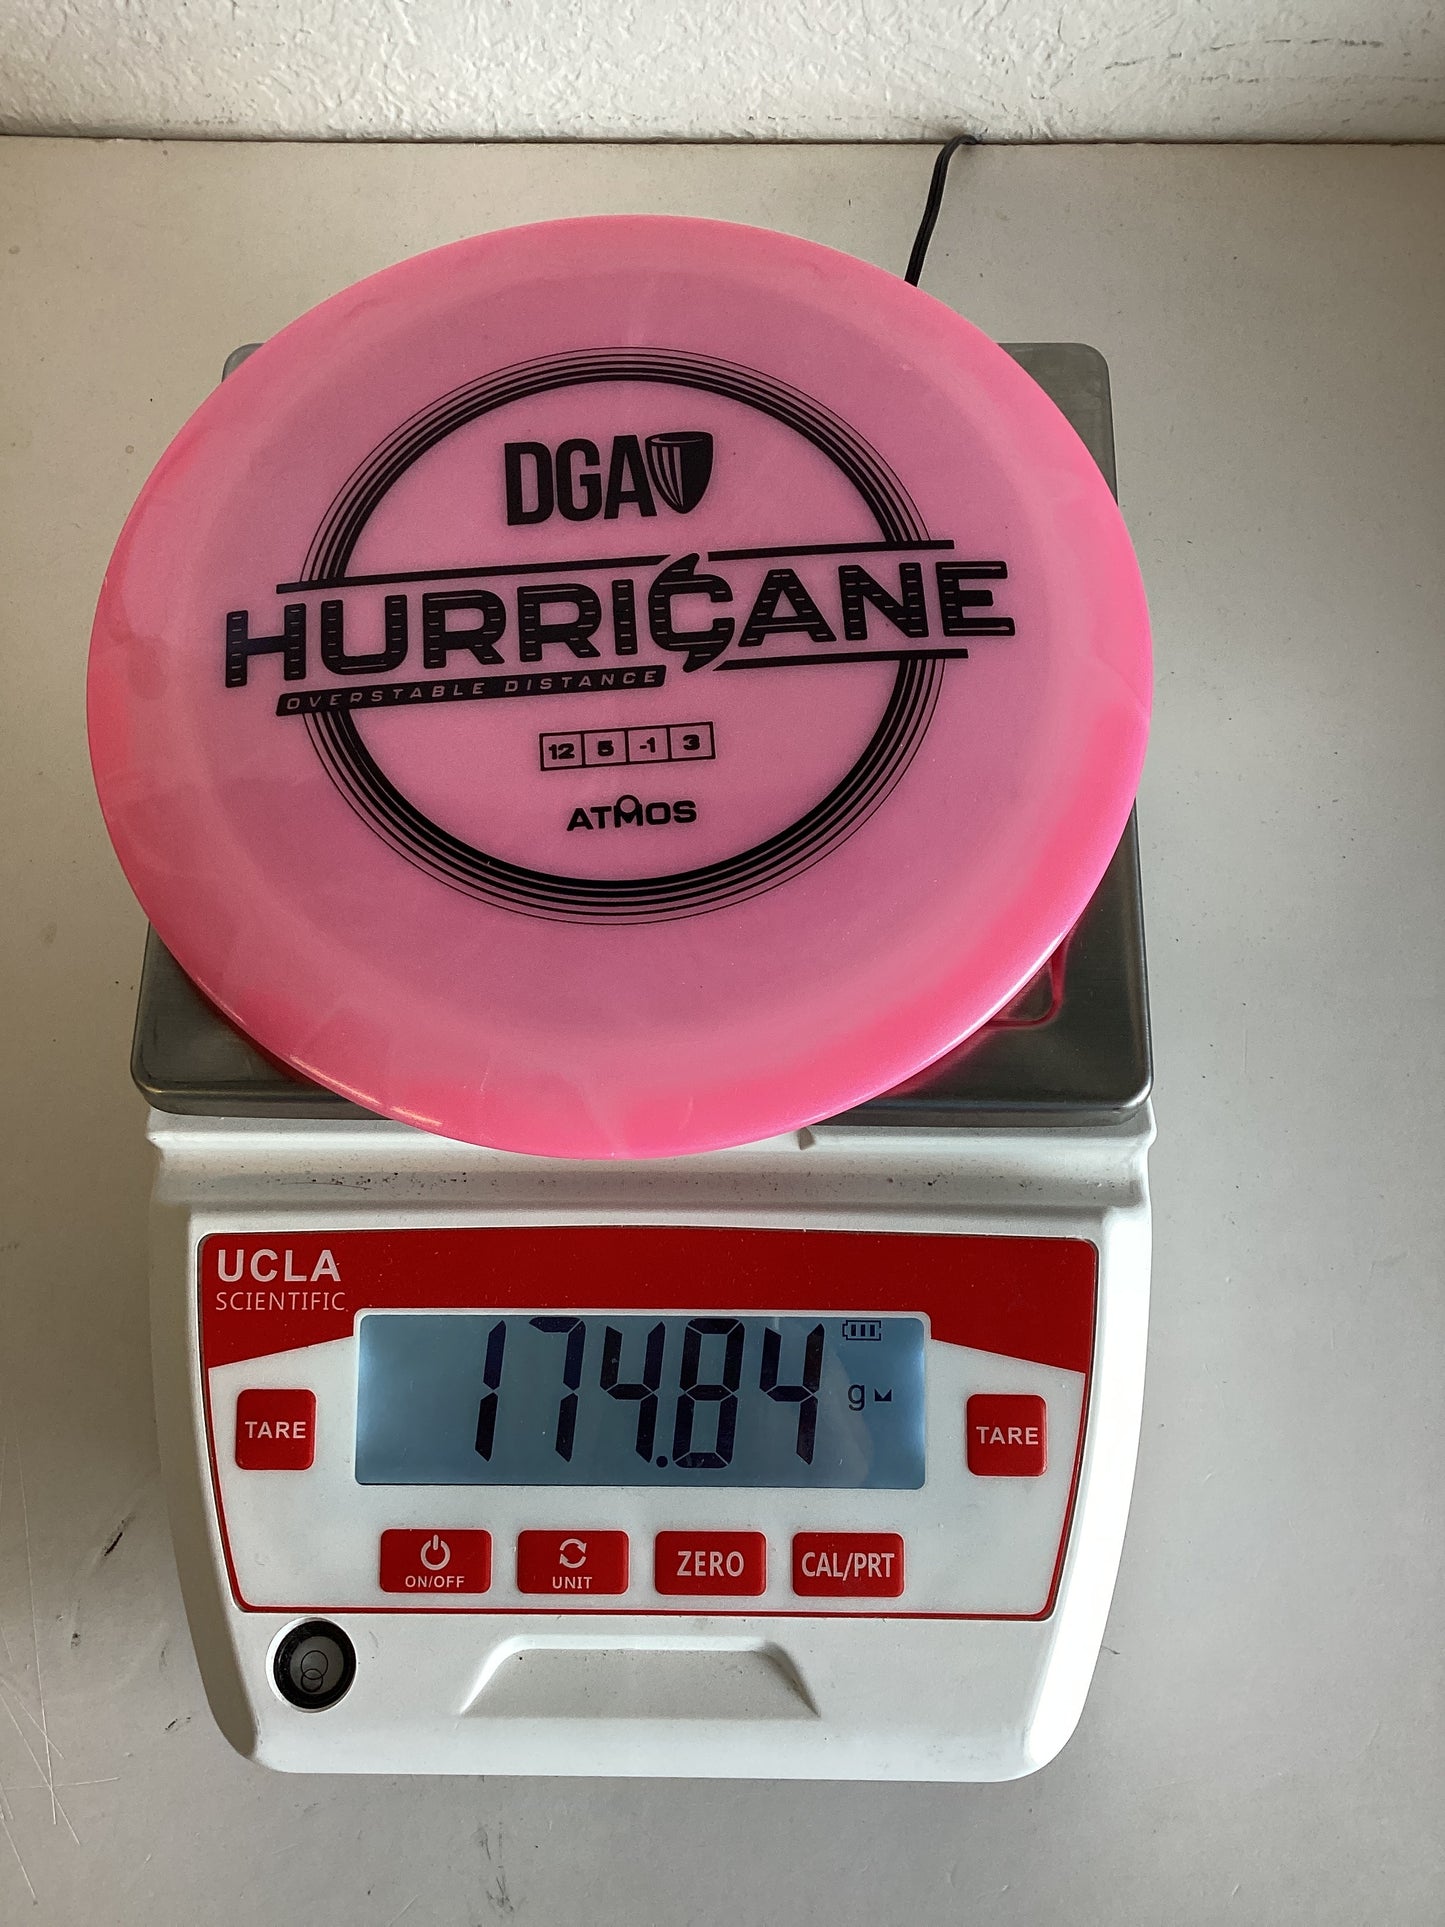 DGA
HURRICANE
OVERSTABLE DISTANCE
12 5 -1 3
ATMOS
UCLA
SCIENTIFIC
174.84 g
TARE
TARE
ON/OFF
UNIT
ZERO
CAL/PRT